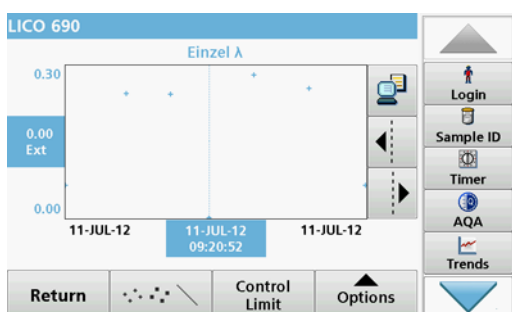 LICO 690
Einzel λ
0.30
0.00
Ext
0.00
11-JUL-12
11-JUL-12
09:20:52
11-JUL-12
Login
Sample ID
Timer
AQA
Trends
Return
Control
Limit
Options